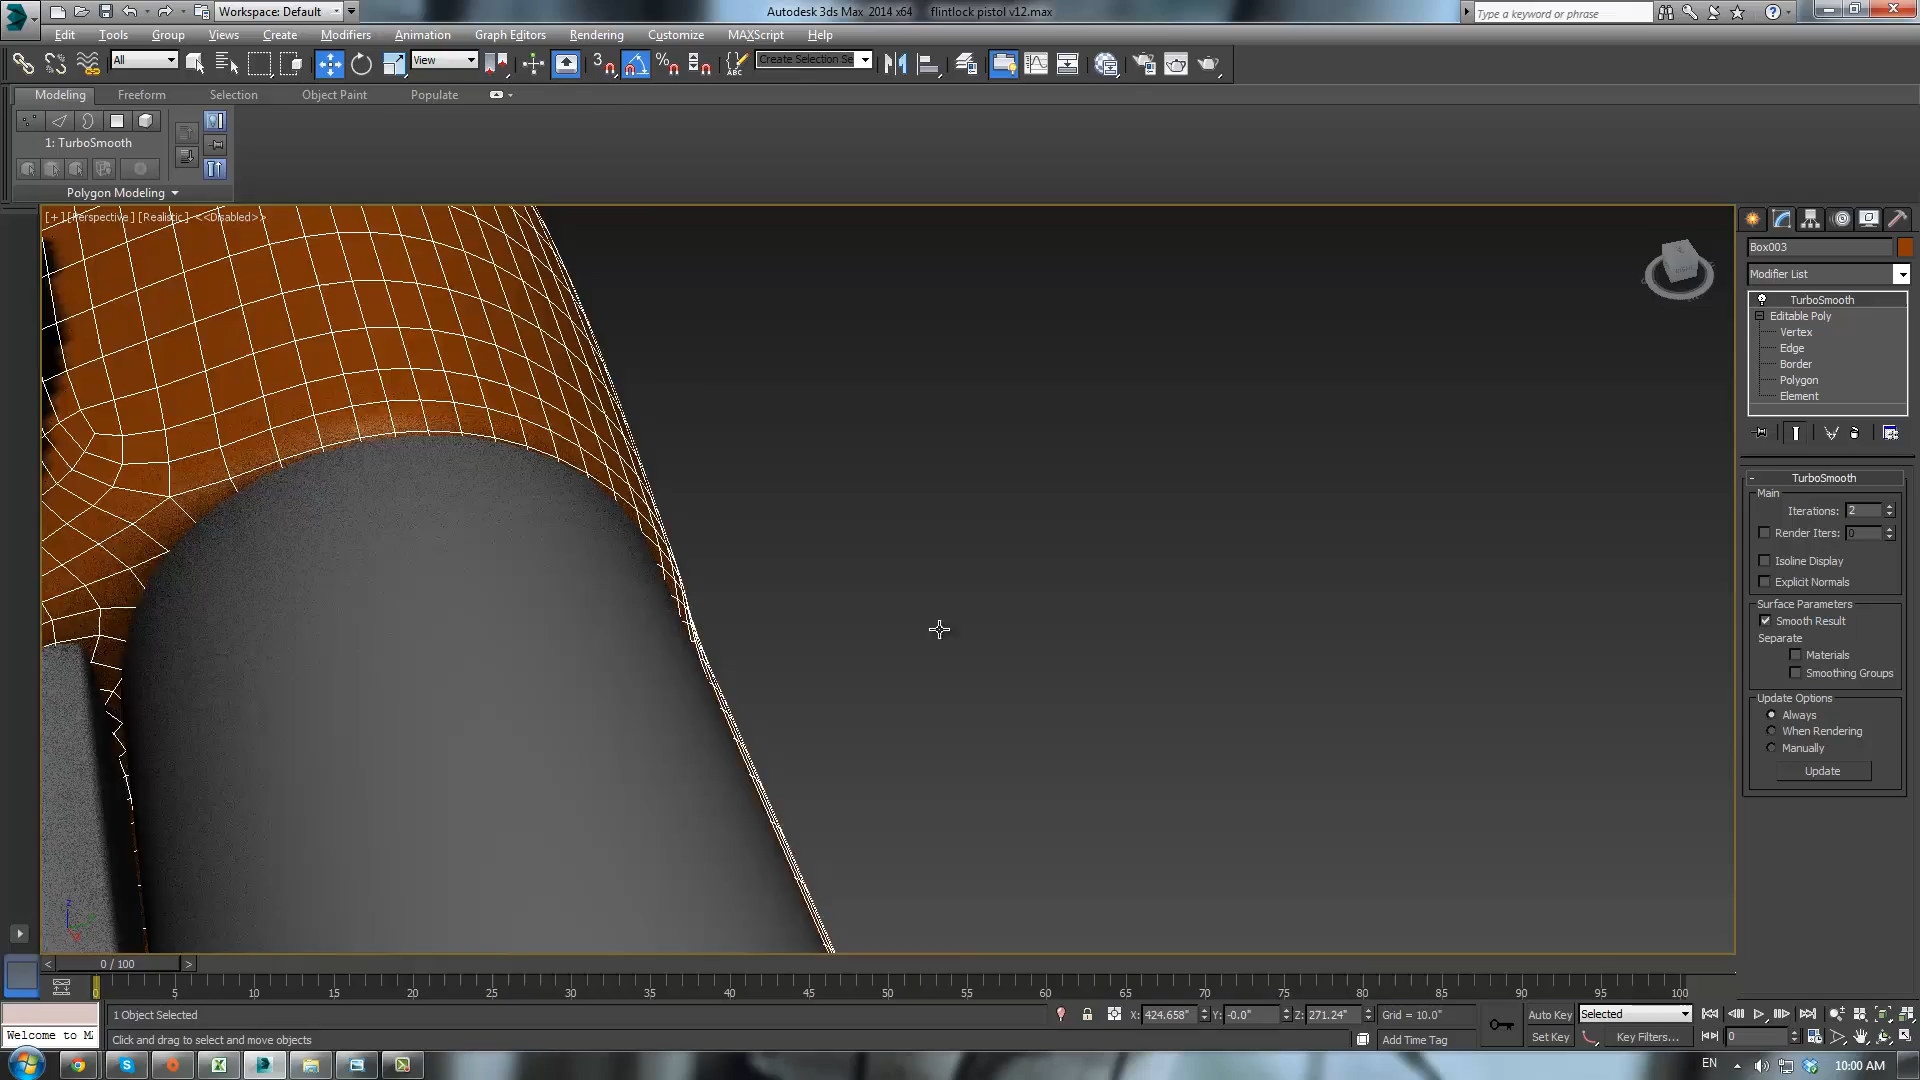 Workspace: Default
Autodesk 3ds Max 2014 x64 flintlock pistol v12.max
Type a keyword or phrase
Edit Tools Group Views Create Modifiers Animation Graph Editors Rendering Customize MAXScript Help
All
View
Create Selection Se
Modeling Freeform Selection Object Paint Populate
1: TurboSmooth
Polygon Modeling
[+] [Perspective] [Realistic] <<Disabled>>
Box003
Modifier List
TurboSmooth
Editable Poly
Vertex
Edge
Border
Polygon
Element
TurboSmooth
Main
Iterations: 2
Render Iters: 0
Isoline Display
Explicit Normals
Surface Parameters
Smooth Result
Separate
Materials
Smoothing Groups
Update Options
Always
When Rendering
Manually
Update
0 / 100
5 10 15 20 25 30 35 40 45 50 55 60 65 70 75 80 85 90 95 100
1 Object Selected
X: 424.658" Y: -0.0" Z: 271.24" Grid = 10.0" Auto Key Selected
Welcome to Mi
Click and drag to select and move objects
Add Time Tag Set Key Key Filters... 0
EN 10:00 AM